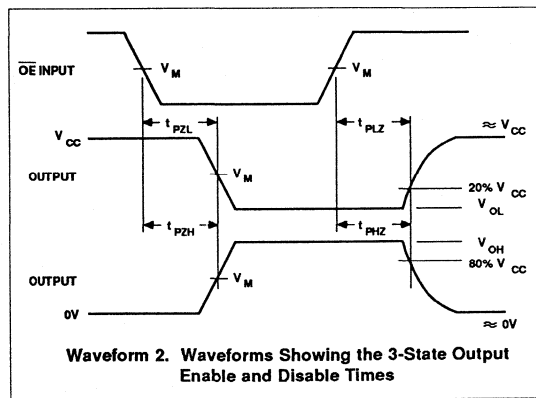 OE INPUT
V M
V M
t PZL
t PLZ
V CC
≈ V CC
OUTPUT
V M
20% V CC
V OL
t PZH
t PHZ
V OH
80% V CC
OUTPUT
V M
0V
≈ 0V
Waveform 2. Waveforms Showing the 3-State Output
Enable and Disable Times